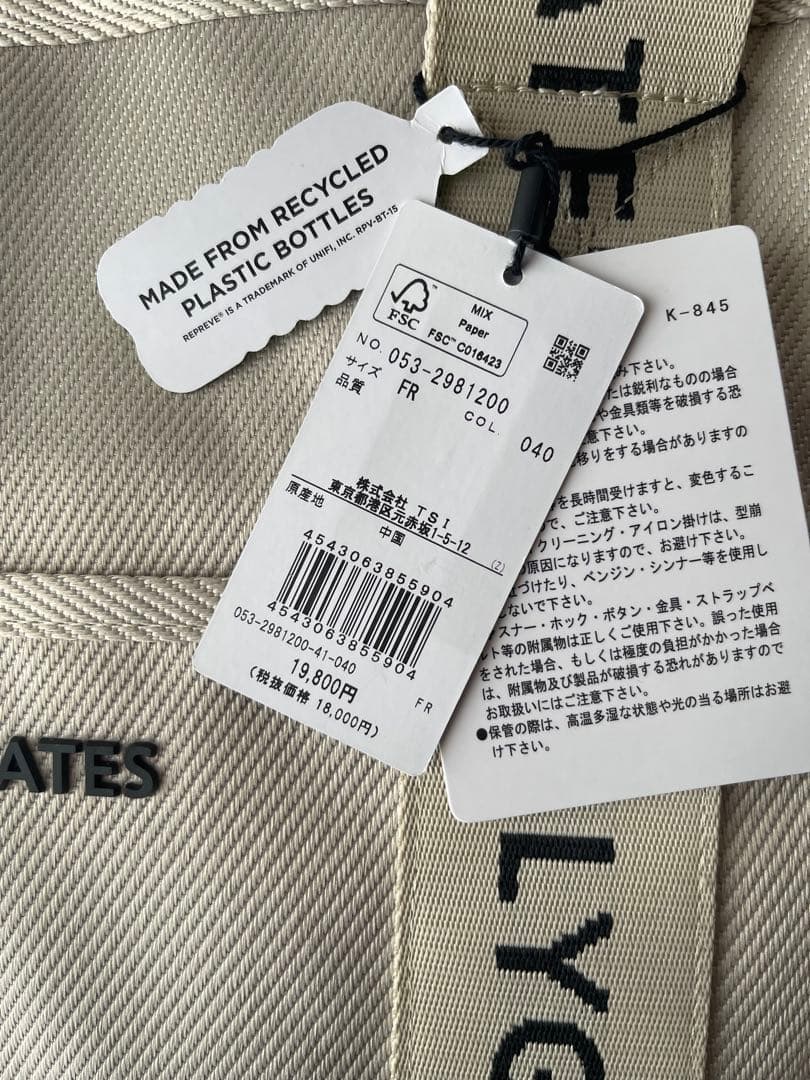 MADE FROM RECYCLED
PLASTIC BOTTLES
REPREVE® IS A TRADEMARK OF UNIFI, INC. RPV-BT-15
FSC™
MIX
Paper
FSC™ C016423
NO. 053-2981200
サイズ FR COL. 040
品質
株式会社 TSI
東京都港区元赤坂1-5-12
原産地 中国 (Z)
4543063855904
4543063855904
053-2981200-41-040
19,800円
(税抜価格 18,000円) FR
K-845
み下さい。
たは鋭利なものの場合
や金具類等を破損する恐
意下さい。
移りをする場合がありますの
を長時間受けますと、変色するこ
で、ご注意下さい。
クリーニング・アイロン掛けは、型崩
の原因になりますので、お避け下さい。
づけたり、ベンジン・シンナー等を使用し
ないで下さい。
スナー・ホック・ボタン・金具・ストラップベ
ト等の附属物は正しくご使用下さい。誤った使用
をされた場合、もしくは極度の負担がかかった場合
は、附属物及び製品が破損する恐れがありますので
お取扱いにはご注意下さい。
●保管の際は、高温多湿な状態や光の当る場所はお避
け下さい。
ATES
ATE
LYG